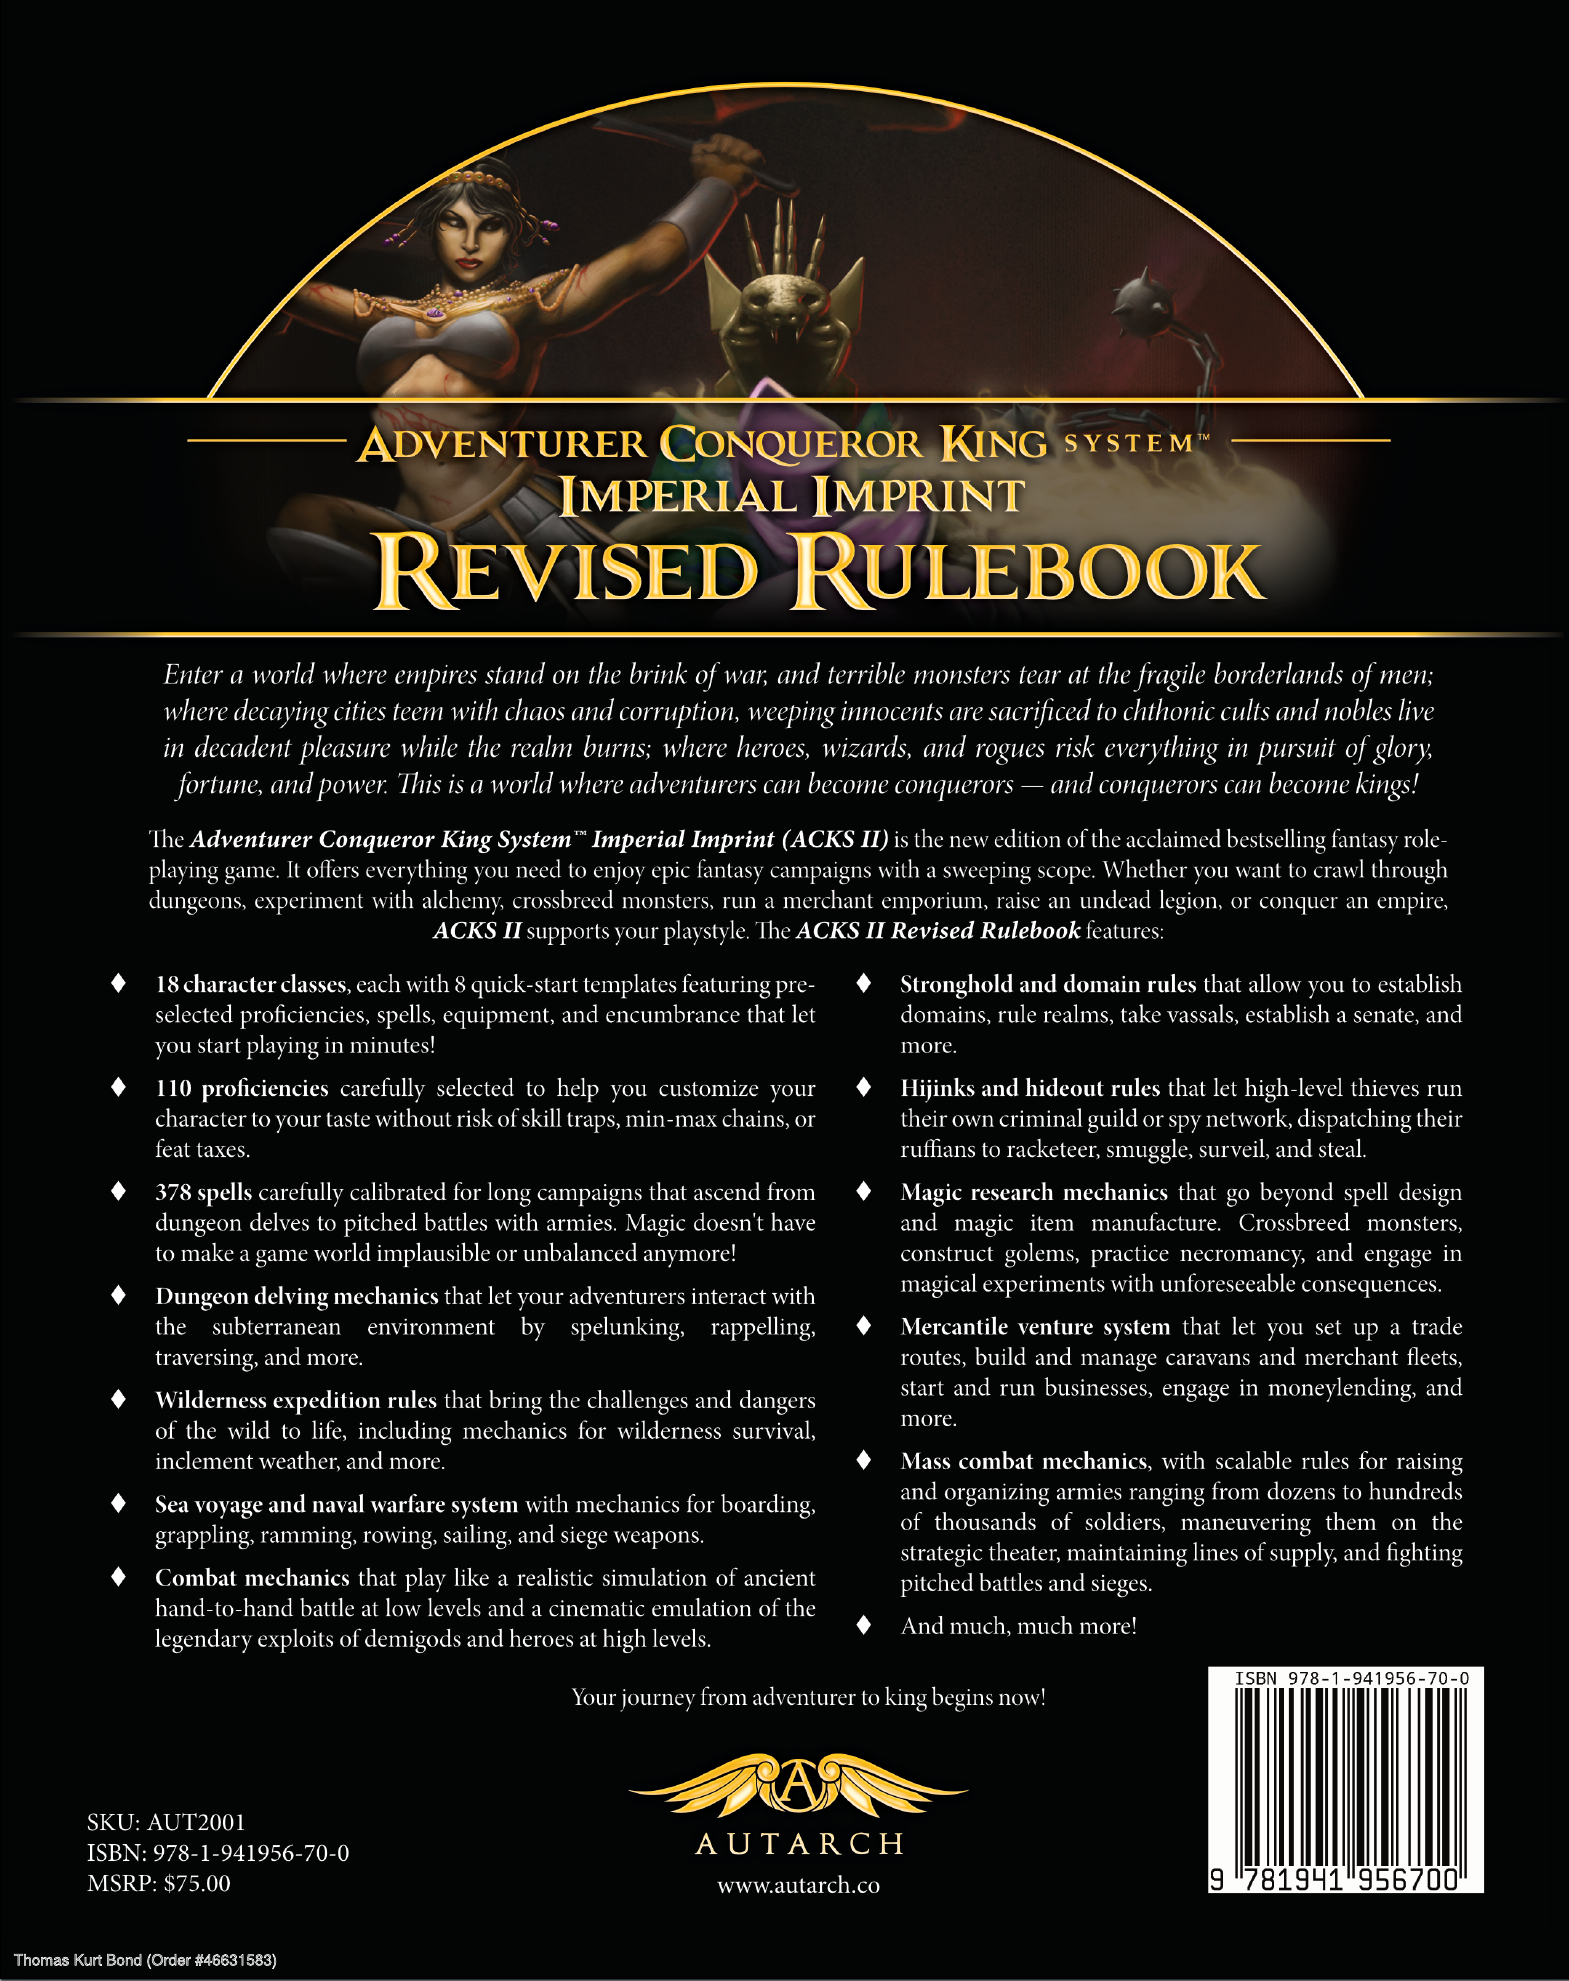 ADVENTURER CONQUEROR KING SYSTEM™
IMPERIAL IMPRINT
REVISED RULEBOOK
Enter a world where empires stand on the brink of war, and terrible monsters tear at the fragile borderlands of men;
where decaying cities teem with chaos and corruption, weeping innocents are sacrificed to chthonic cults and nobles live
in decadent pleasure while the realm burns; where heroes, wizards, and rogues risk everything in pursuit of glory,
fortune, and power. This is a world where adventurers can become conquerors — and conquerors can become kings!
The Adventurer Conqueror King System™ Imperial Imprint (ACKS II) is the new edition of the acclaimed bestselling fantasy role-
playing game. It offers everything you need to enjoy epic fantasy campaigns with a sweeping scope. Whether you want to crawl through
dungeons, experiment with alchemy, crossbreed monsters, run a merchant emporium, raise an undead legion, or conquer an empire,
ACKS II supports your playstyle. The ACKS II Revised Rulebook features:
♦ 18 character classes, each with 8 quick-start templates featuring pre-
selected proficiencies, spells, equipment, and encumbrance that let
you start playing in minutes!
♦ 110 proficiencies carefully selected to help you customize your
character to your taste without risk of skill traps, min-max chains, or
feat taxes.
♦ 378 spells carefully calibrated for long campaigns that ascend from
dungeon delves to pitched battles with armies. Magic doesn't have
to make a game world implausible or unbalanced anymore!
♦ Dungeon delving mechanics that let your adventurers interact with
the subterranean environment by spelunking, rappelling,
traversing, and more.
♦ Wilderness expedition rules that bring the challenges and dangers
of the wild to life, including mechanics for wilderness survival,
inclement weather, and more.
♦ Sea voyage and naval warfare system with mechanics for boarding,
grappling, ramming, rowing, sailing, and siege weapons.
♦ Combat mechanics that play like a realistic simulation of ancient
hand-to-hand battle at low levels and a cinematic emulation of the
legendary exploits of demigods and heroes at high levels.
♦ Stronghold and domain rules that allow you to establish
domains, rule realms, take vassals, establish a senate, and
more.
♦ Hijinks and hideout rules that let high-level thieves run
their own criminal guild or spy network, dispatching their
ruffians to racketeer, smuggle, surveil, and steal.
♦ Magic research mechanics that go beyond spell design
and magic item manufacture. Crossbreed monsters,
construct golems, practice necromancy, and engage in
magical experiments with unforeseeable consequences.
♦ Mercantile venture system that let you set up a trade
routes, build and manage caravans and merchant fleets,
start and run businesses, engage in moneylending, and
more.
♦ Mass combat mechanics, with scalable rules for raising
and organizing armies ranging from dozens to hundreds
of thousands of soldiers, maneuvering them on the
strategic theater, maintaining lines of supply, and fighting
pitched battles and sieges.
♦ And much, much more!
Your journey from adventurer to king begins now!
SKU: AUT2001
ISBN: 978-1-941956-70-0
MSRP: $75.00
A
AUTARCH
www.autarch.co
ISBN 978-1-941956-70-0
9 781941 956700
Thomas Kurt Bond (Order #46631583)